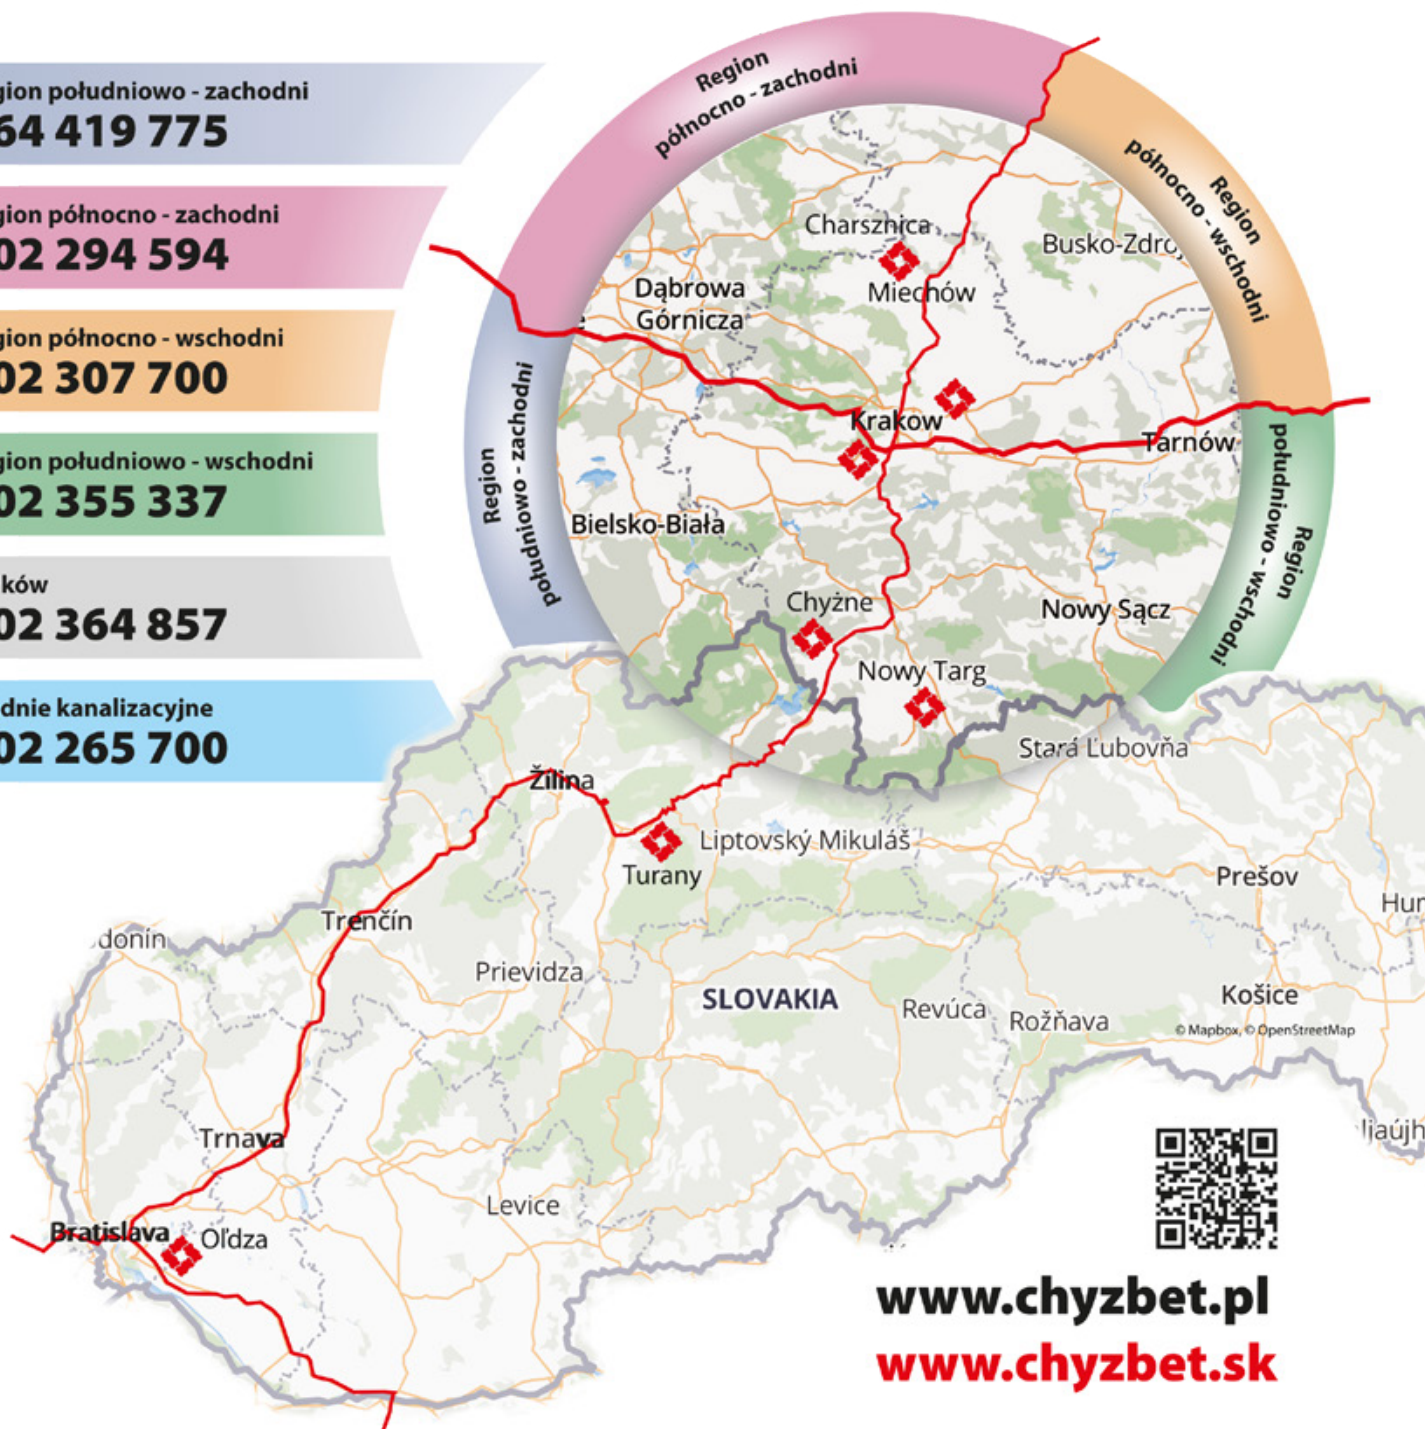 gion południowo - zachodni
64 419 775
gion północno - zachodni
02 294 594
gion północno - wschodni
02 307 700
gion południowo - wschodni
02 355 337
ków
02 364 857
dnie kanalizacyjne
02 265 700
Region
północno - zachodni
Region
północno - wschodni
Region
południowo - zachodni
Region
południowo - wschodni
Charsznica
Busko-Zdro
Miechów
Dąbrowa
Górnicza
Krakow
Tarnów
Bielsko-Biała
Chyżne
Nowy Sącz
Nowy Targ
Stará Ľubovňa
Žilina
Liptovský Mikuláš
Turany
Prešov
Hur
Trenčín
donín
Prievidza
SLOVAKIA
Revúca
Rožňava
Košice
© Mapbox, © OpenStreetMap
Trnava
ljaújh
Levice
Bratislava
Oľdza
www.chyzbet.pl
www.chyzbet.sk